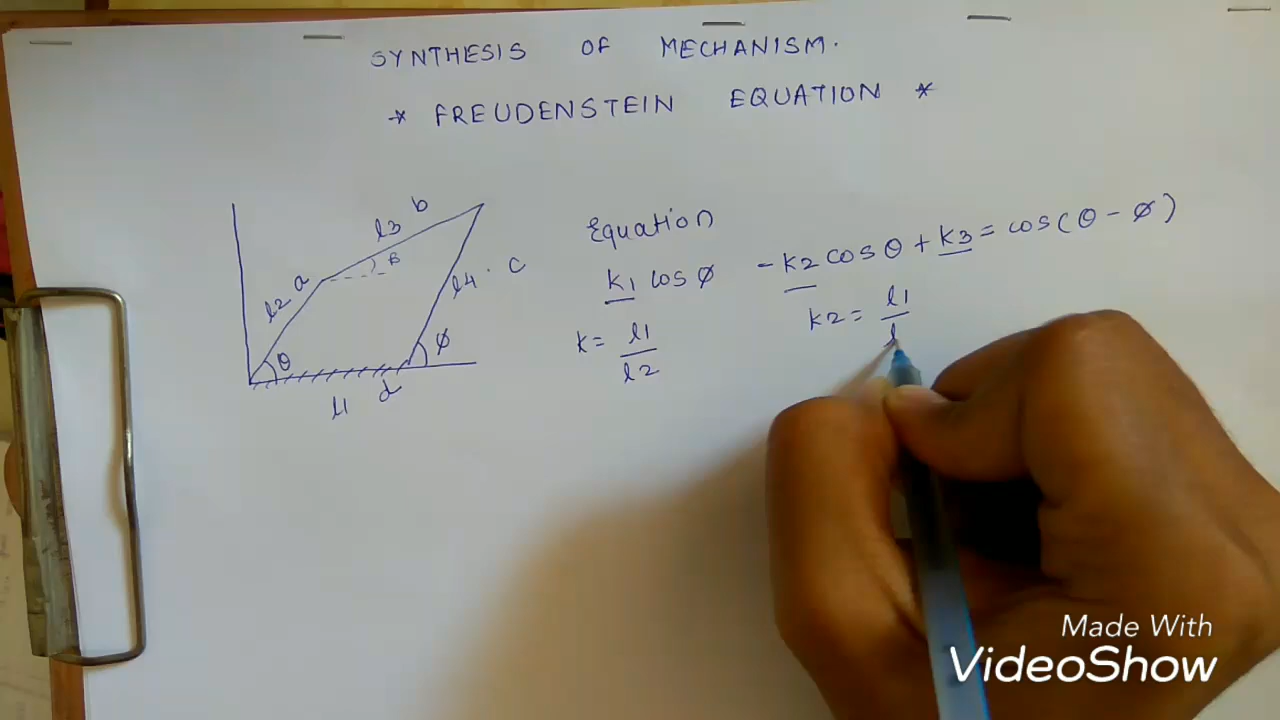 SYNTHESIS OF MECHANISM.
* FREUDENSTEIN EQUATION *
l3 b
l2 a
β
l4 . c
θ
φ
l1 d
Equation
k1 cos φ - k2 cos θ + k3 = cos(θ - φ)
k = l1 / l2
k2 = l1 / l
Made With
VideoShow